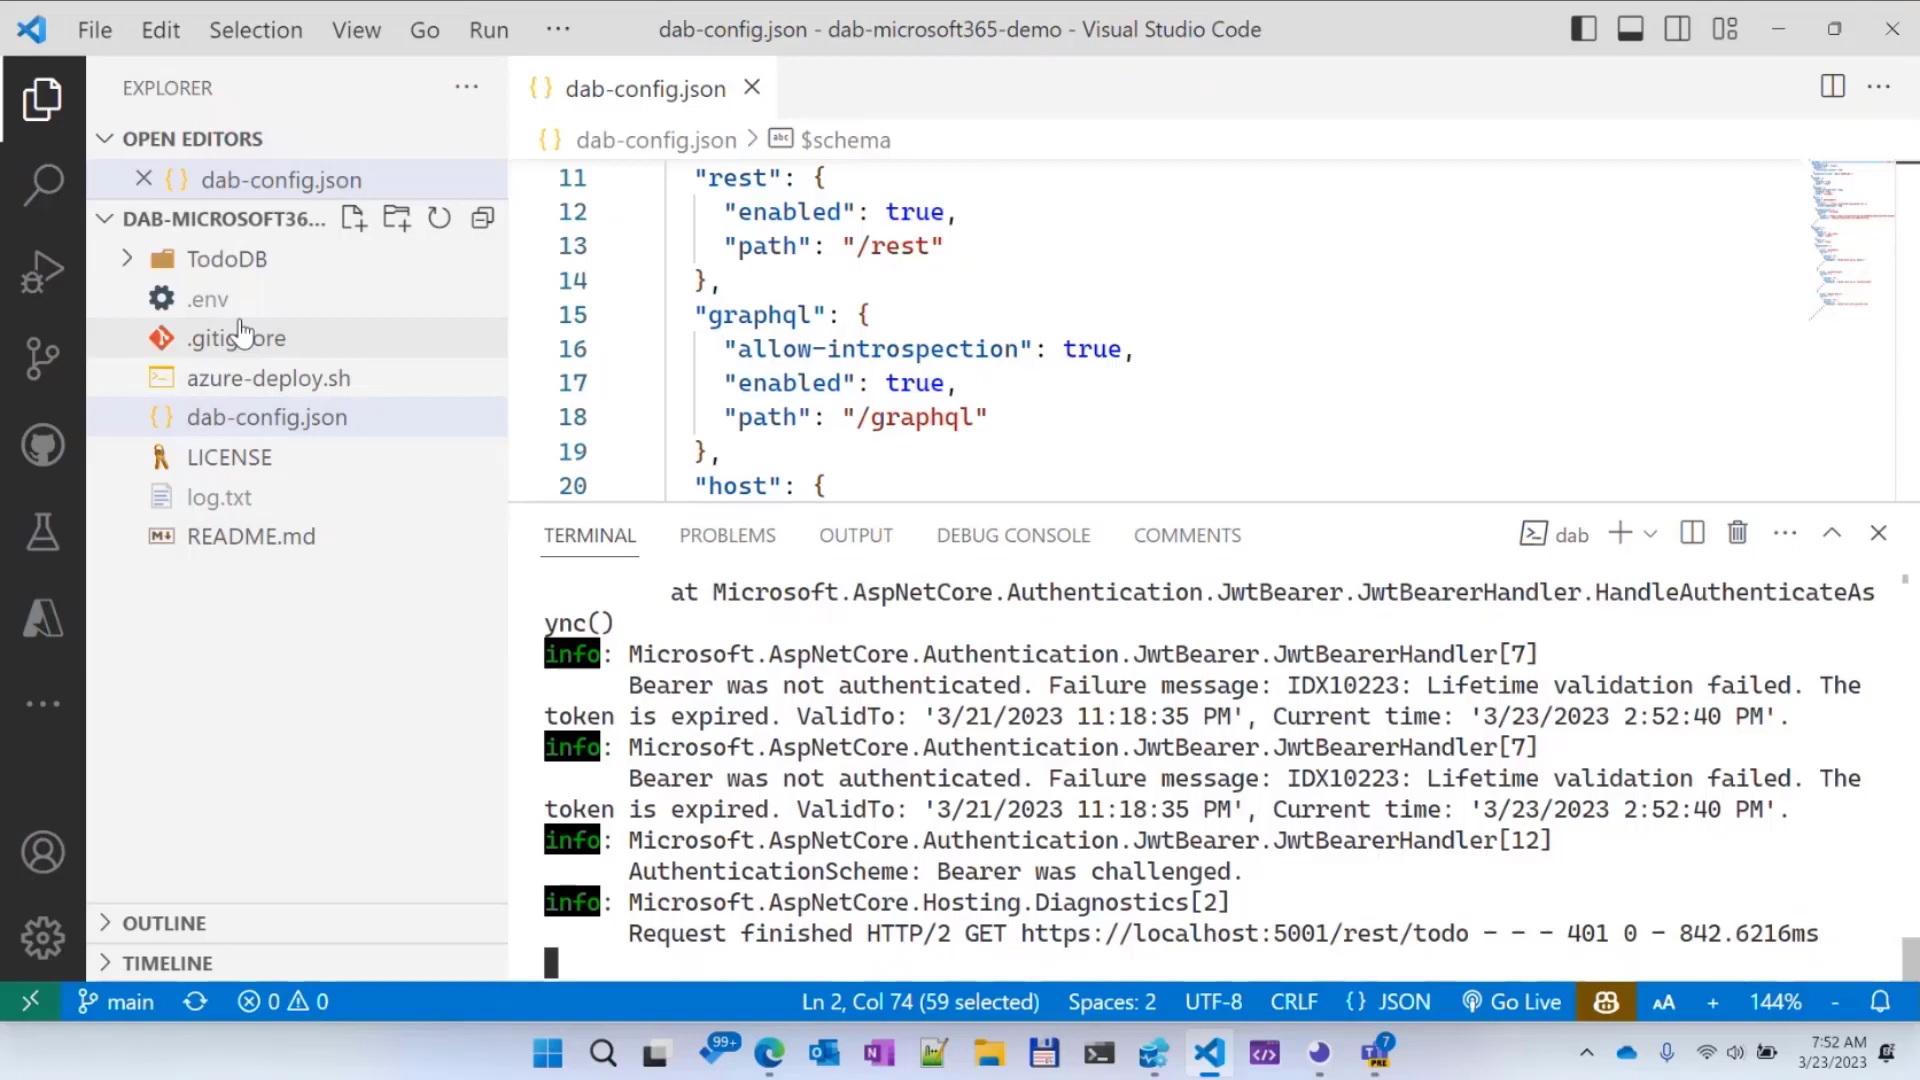 File Edit Selection View Go Run ···
dab-config.json - dab-microsoft365-demo - Visual Studio Code
EXPLORER
OPEN EDITORS
dab-config.json
DAB-MICROSOFT36...
TodoDB
.env
azure-deploy.sh
dab-config.json
LICENSE
log.txt
README.md
OUTLINE
TIMELINE
dab-config.json
dab-config.json > abc $schema
11 "rest": {
12 "enabled": true,
13 "path": "/rest"
14 },
15 "graphql": {
16 "allow-introspection": true,
17 "enabled": true,
18 "path": "/graphql"
19 },
20 "host": {
TERMINAL PROBLEMS OUTPUT DEBUG CONSOLE COMMENTS
dab
at Microsoft.AspNetCore.Authentication.JwtBearer.JwtBearerHandler.HandleAuthenticateAs
ync()
info: Microsoft.AspNetCore.Authentication.JwtBearer.JwtBearerHandler[7]
Bearer was not authenticated. Failure message: IDX10223: Lifetime validation failed. The
token is expired. ValidTo: '3/21/2023 11:18:35 PM', Current time: '3/23/2023 2:52:40 PM'.
info: Microsoft.AspNetCore.Authentication.JwtBearer.JwtBearerHandler[7]
Bearer was not authenticated. Failure message: IDX10223: Lifetime validation failed. The
token is expired. ValidTo: '3/21/2023 11:18:35 PM', Current time: '3/23/2023 2:52:40 PM'.
info: Microsoft.AspNetCore.Authentication.JwtBearer.JwtBearerHandler[12]
AuthenticationScheme: Bearer was challenged.
info: Microsoft.AspNetCore.Hosting.Diagnostics[2]
Request finished HTTP/2 GET https://localhost:5001/rest/todo - - - 401 0 - 842.6216ms
main 0 0 Ln 2, Col 74 (59 selected) Spaces: 2 UTF-8 CRLF {} JSON Go Live AA + 144% -
99+ 7 PRE
7:52 AM
3/23/2023